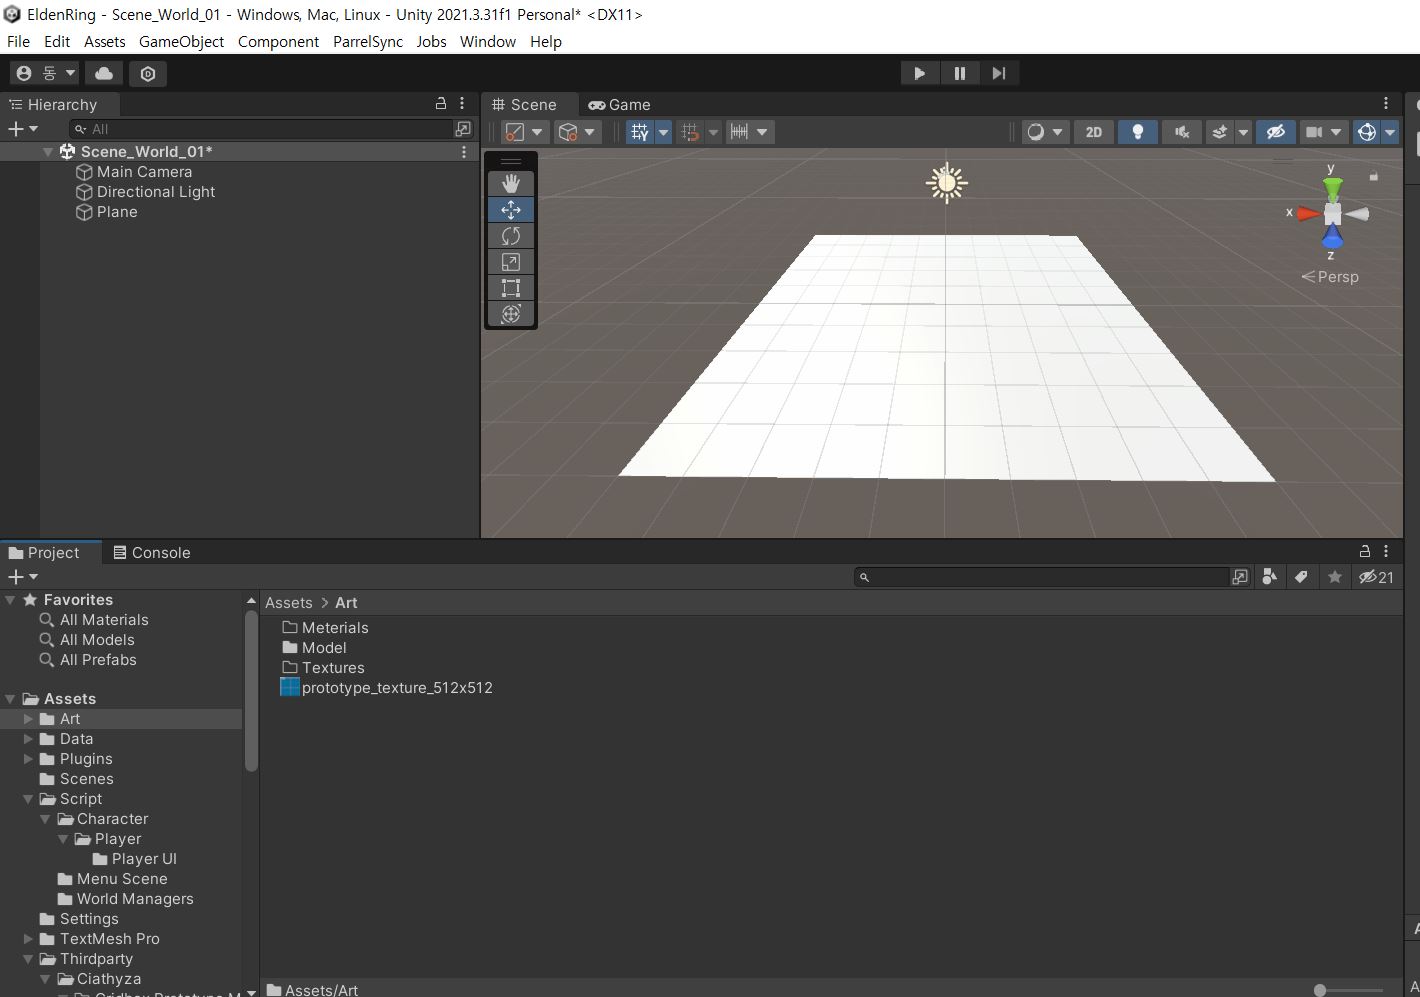 EldenRing - Scene_World_01 - Windows, Mac, Linux - Unity 2021.3.31f1 Personal* <DX11>
File Edit Assets GameObject Component ParrelSync Jobs Window Help
동
Hierarchy
All
Scene_World_01*
Main Camera
Directional Light
Plane
Scene Game
2D
y
x
z
Persp
Project Console
21
Favorites
All Materials
All Models
All Prefabs
Assets
Art
Data
Plugins
Scenes
Script
Character
Player
Player UI
Menu Scene
World Managers
Settings
TextMesh Pro
Thirdparty
Ciathyza
Assets > Art
Meterials
Model
Textures
prototype_texture_512x512
Assets/Art